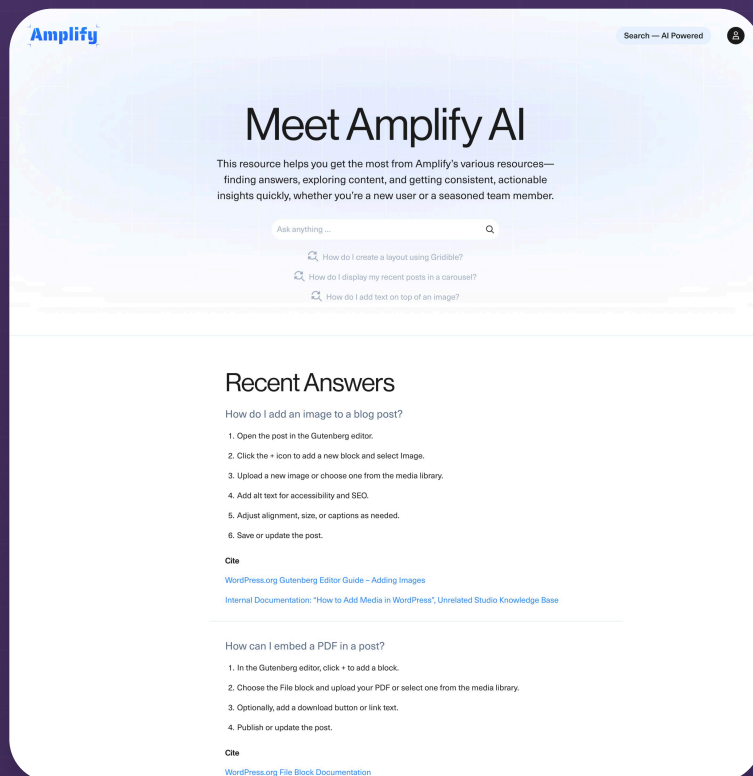 Amplify
Search — AI Powered
Meet Amplify AI
This resource helps you get the most from Amplify's various resources—
finding answers, exploring content, and getting consistent, actionable
insights quickly, whether you're a new user or a seasoned team member.
Ask anything ...
How do I create a layout using Gridible?
How do I display my recent posts in a carousel?
How do I add text on top of an image?
Recent Answers
How do I add an image to a blog post?
1. Open the post in the Gutenberg editor.
2. Click the + icon to add a new block and select Image.
3. Upload a new image or choose one from the media library.
4. Add alt text for accessibility and SEO.
5. Adjust alignment, size, or captions as needed.
6. Save or update the post.
Cite
WordPress.org Gutenberg Editor Guide – Adding Images
Internal Documentation: "How to Add Media in WordPress", Unrelated Studio Knowledge Base
How can I embed a PDF in a post?
1. In the Gutenberg editor, click + to add a block.
2. Choose the File block and upload your PDF or select one from the media library.
3. Optionally, add a download button or link text.
4. Publish or update the post.
Cite
WordPress.org File Block Documentation